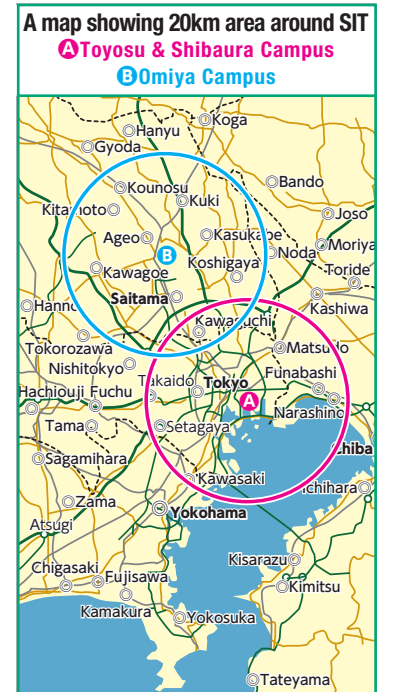 A map showing 20km area around SIT
AToyosu & Shibaura Campus
BOmiya Campus
Koga
Hanyu
Gyoda
Kounosu
Bando
Kuki
Kitamoto
Joso
Ageo
Kasukabe
Moriya
B
Noda
Koshigaya
Kawagoe
Toride
Saitama
Hanno
Kashiwa
Kawaguchi
Tokorozawa
Matsudo
Nishitokyo
Funabashi
Takaido
Tokyo
Hachiouji
Fuchu
A
Narashino
Tama
Setagaya
Chiba
Sagamihara
Kawasaki
Ichihara
Zama
Yokohama
Atsugi
Kisarazu
Chigasaki
Fujisawa
Kimitsu
Kamakura
Yokosuka
Tateyama